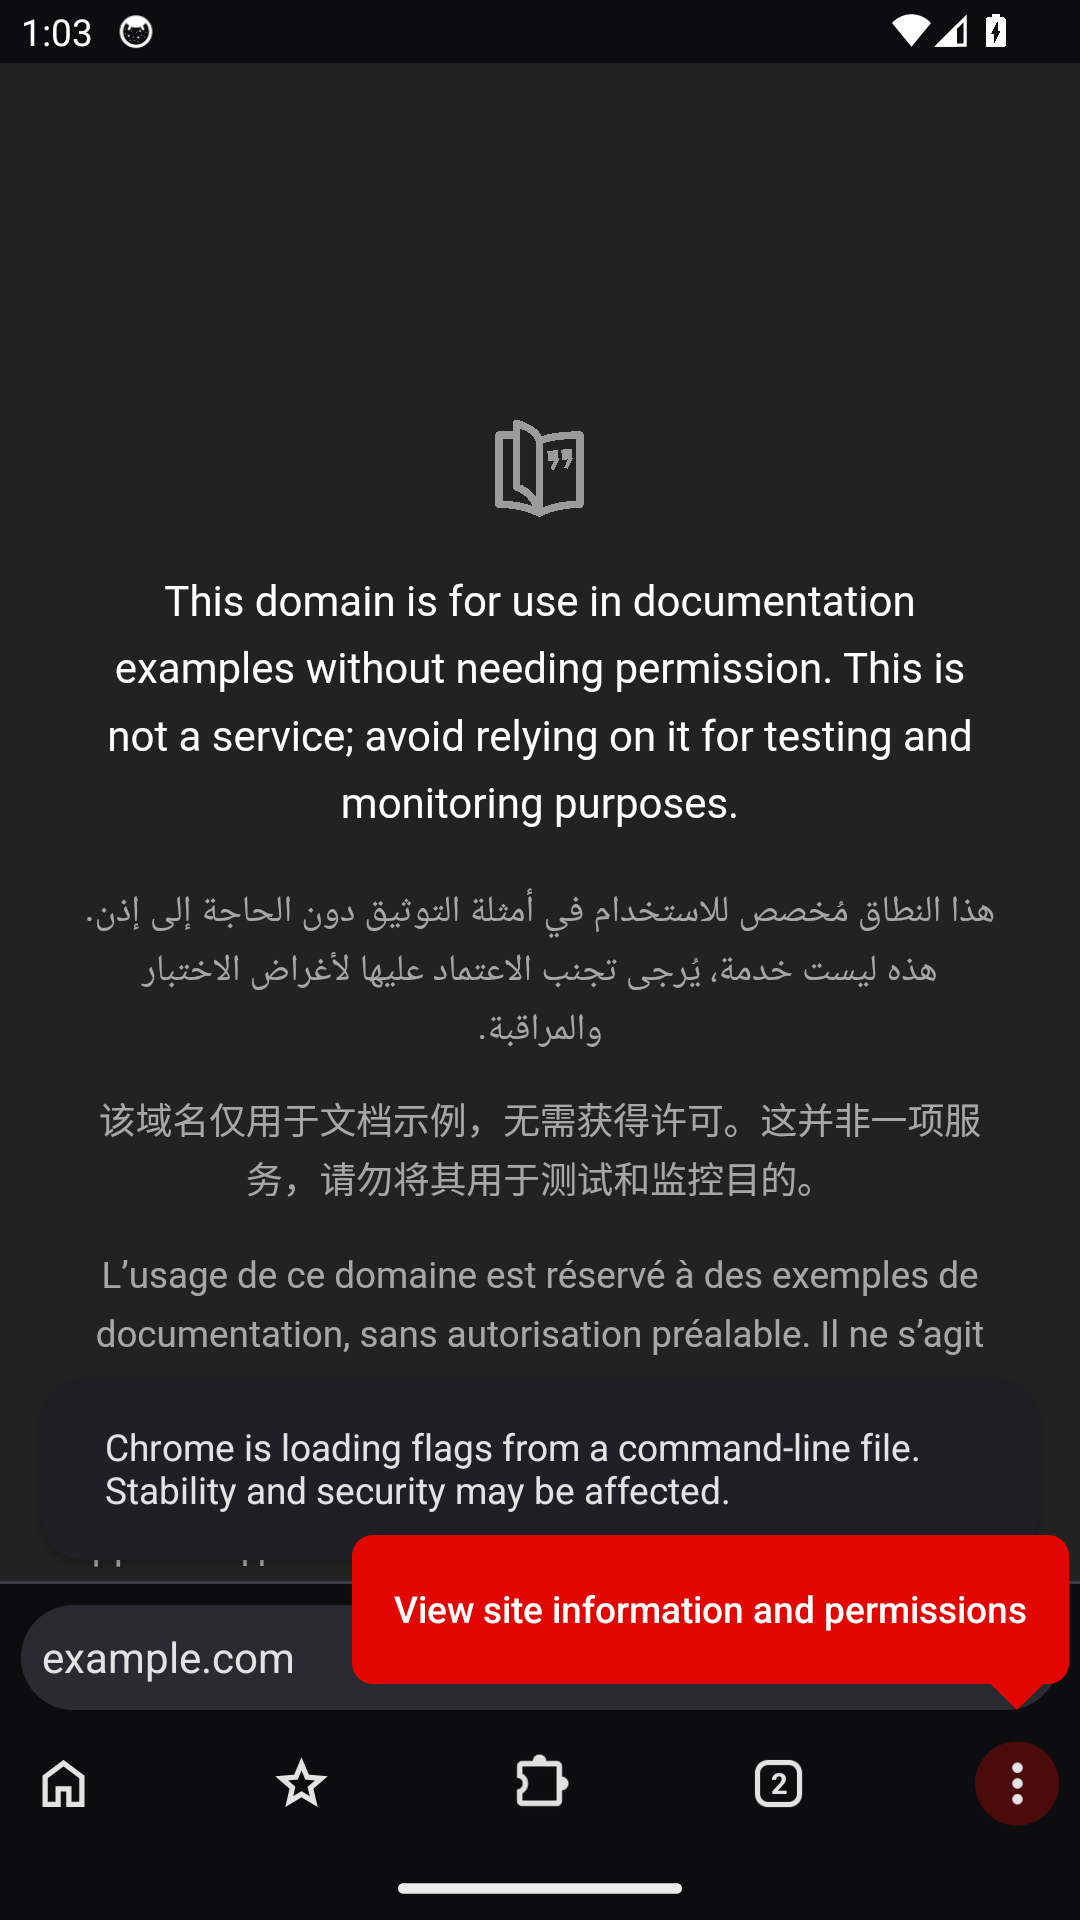 1:03
This domain is for use in documentation
examples without needing permission. This is
not a service; avoid relying on it for testing and
monitoring purposes.
هذا النطاق مُخصص للاستخدام في أمثلة التوثيق دون الحاجة إلى إذن.
هذه ليست خدمة، يُرجى تجنب الاعتماد عليها لأغراض الاختبار
والمراقبة.
该域名仅用于文档示例，无需获得许可。这并非一项服
务，请勿将其用于测试和监控目的。
L’usage de ce domaine est réservé à des exemples de
documentation, sans autorisation préalable. Il ne s’agit
Chrome is loading flags from a command-line file.
Stability and security may be affected.
View site information and permissions
example.com
2